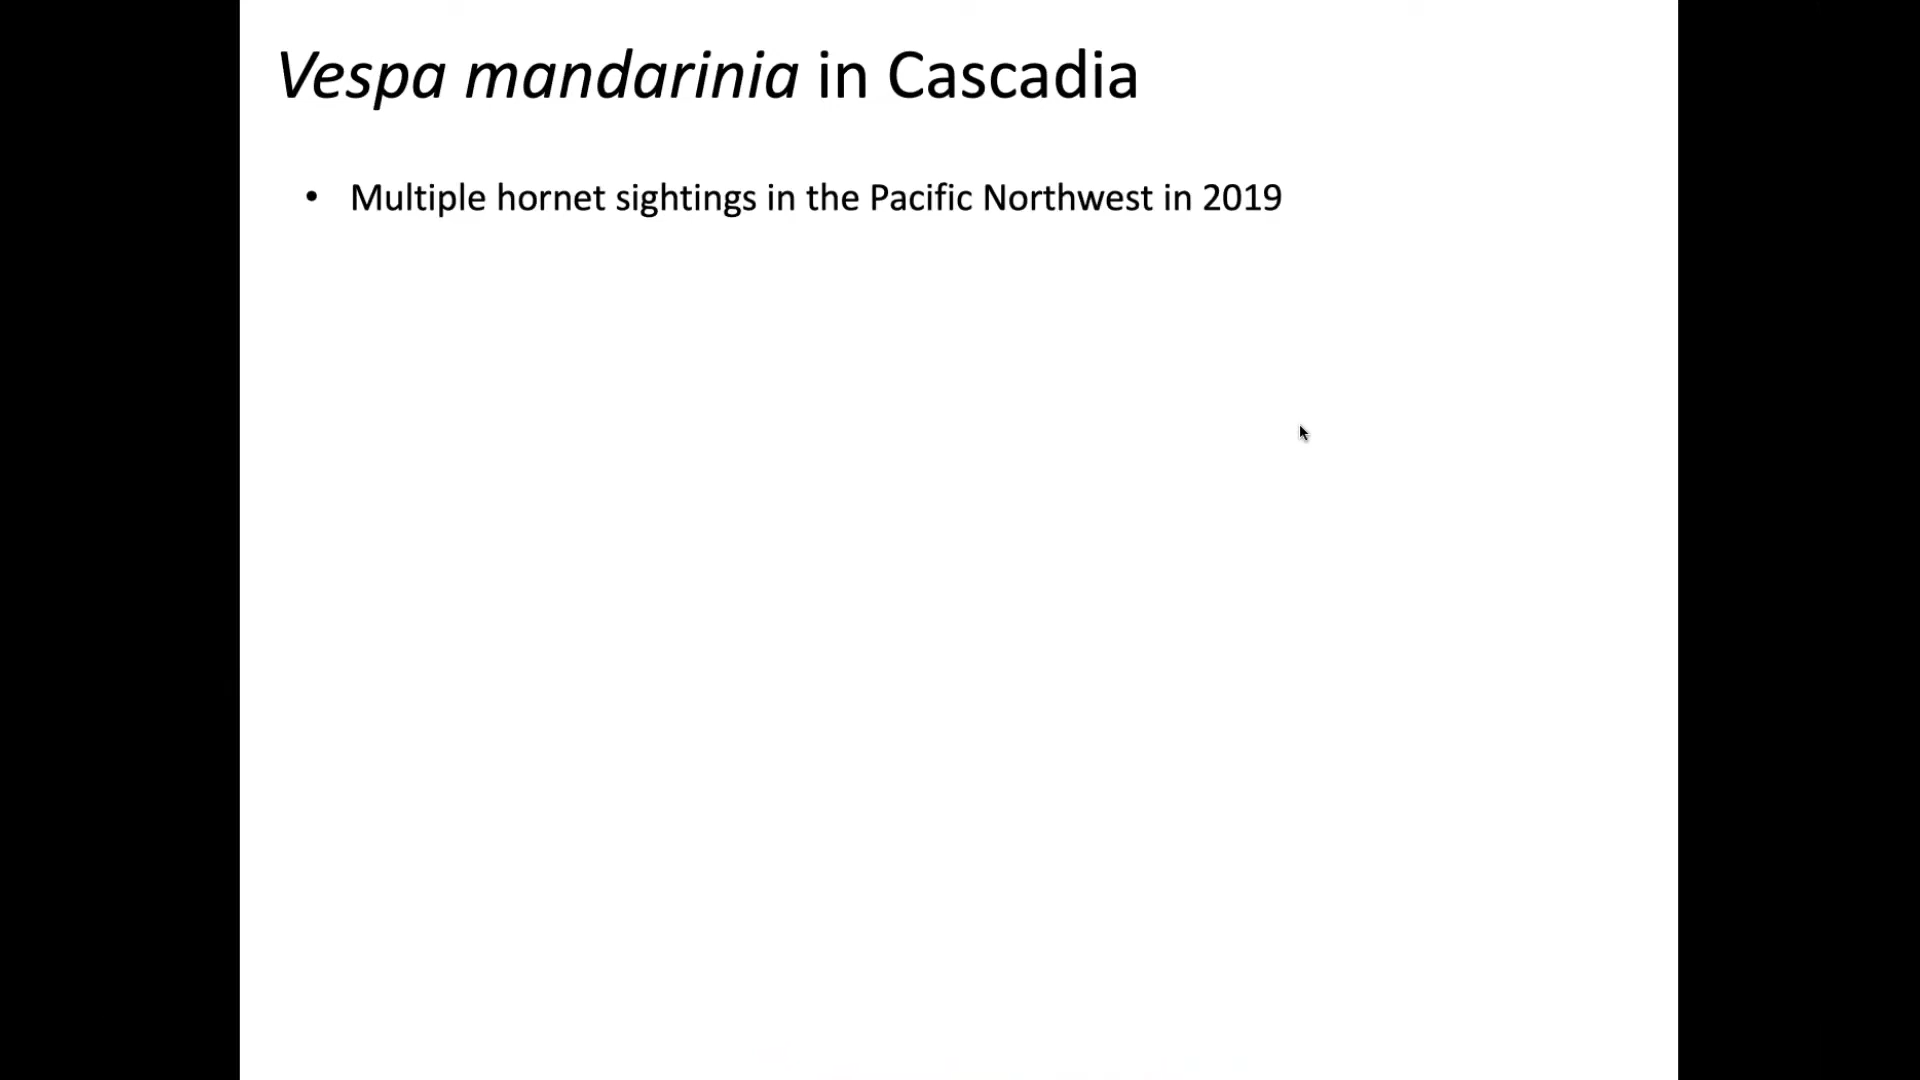 Vespa mandarinia in Cascadia
• Multiple hornet sightings in the Pacific Northwest in 2019